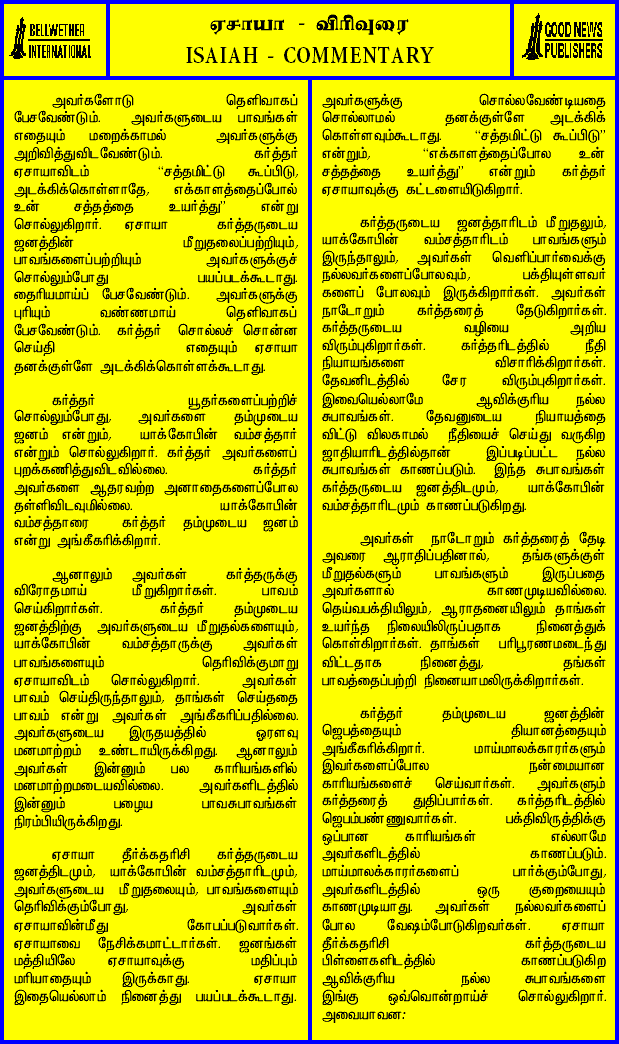 BELLWETHER
INTERNATIONAL
ஏசாயா - விரிவுரை
ISAIAH - COMMENTARY
GOOD NEWS
PUBLISHERS
அவர்களோடு தெளிவாகப்
பேசவேண்டும். அவர்களுடைய பாவங்கள்
எதையும் மறைக்காமல் அவர்களுக்கு
அறிவித்துவிடவேண்டும். கர்த்தர்
ஏசாயாவிடம் “சத்தமிட்டு கூப்பிடு,
அடக்கிக்கொள்ளாதே, எக்காளத்தைப்போல்
உன் சத்தத்தை உயர்த்து” என்று
சொல்லுகிறார். ஏசாயா கர்த்தருடைய
ஜனத்தின் மீறுதலைப்பற்றியும்,
பாவங்களைப்பற்றியும் அவர்களுக்குச்
சொல்லும்போது பயப்படக்கூடாது.
தைரியமாய்ப் பேசவேண்டும். அவர்களுக்கு
புரியும் வண்ணமாய் தெளிவாகப்
பேசவேண்டும். கர்த்தர் சொல்லச் சொன்ன
செய்தி எதையும் ஏசாயா
தனக்குள்ளே அடக்கிக்கொள்ளக்கூடாது.
கர்த்தர் யூதர்களைப்பற்றிச்
சொல்லும்போது, அவர்களை தம்முடைய
ஜனம் என்றும், யாக்கோபின் வம்சத்தார்
என்றும் சொல்லுகிறார். கர்த்தர் அவர்களைப்
புறக்கணித்துவிடவில்லை. கர்த்தர்
அவர்களை ஆதரவற்ற அனாதைகளைப்போல
தள்ளிவிடவுமில்லை. யாக்கோபின்
வம்சத்தாரை கர்த்தர் தம்முடைய ஜனம்
என்று அங்கீகரிக்கிறார்.
ஆனாலும் அவர்கள் கர்த்தருக்கு
விரோதமாய் மீறுகிறார்கள். பாவம்
செய்கிறார்கள். கர்த்தர் தம்முடைய
ஜனத்திற்கு அவர்களுடைய மீறுதல்களையும்,
யாக்கோபின் வம்சத்தாருக்கு அவர்கள்
பாவங்களையும் தெரிவிக்குமாறு
ஏசாயாவிடம் சொல்லுகிறார். அவர்கள்
பாவம் செய்திருந்தாலும், தாங்கள் செய்ததை
பாவம் என்று அவர்கள் அங்கீகரிப்பதில்லை.
அவர்களுடைய இருதயத்தில் ஓரளவு
மனமாற்றம் உண்டாயிருக்கிறது. ஆனாலும்
அவர்கள் இன்னும் பல காரியங்களில்
மனமாற்றமடையவில்லை. அவர்களிடத்தில்
இன்னும் பழைய பாவசுபாவங்கள்
நிரம்பியிருக்கிறது.
ஏசாயா தீர்க்கதரிசி கர்த்தருடைய
ஜனத்திடமும், யாக்கோபின் வம்சத்தாரிடமும்,
அவர்களுடைய மீறுதலையும், பாவங்களையும்
தெரிவிக்கும்போது, அவர்கள்
ஏசாயாவின்மீது கோபப்படுவார்கள்.
ஏசாயாவை நேசிக்கமாட்டார்கள். ஜனங்கள்
மத்தியிலே ஏசாயாவுக்கு மதிப்பும்
மரியாதையும் இருக்காது. ஏசாயா
இதையெல்லாம் நினைத்து பயப்படக்கூடாது.
அவர்களுக்கு சொல்லவேண்டியதை
சொல்லாமல் தனக்குள்ளே அடக்கிக்
கொள்ளவும்கூடாது. “சத்தமிட்டு கூப்பிடு”
என்றும், “எக்காளத்தைப்போல உன்
சத்தத்தை உயர்த்து” என்றும் கர்த்தர்
ஏசாயாவுக்கு கட்டளையிடுகிறார்.
கர்த்தருடைய ஜனத்தாரிடம் மீறுதலும்,
யாக்கோபின் வம்சத்தாரிடம் பாவங்களும்
இருந்தாலும், அவர்கள் வெளிப்பார்வைக்கு
நல்லவர்களைப்போலவும், பக்தியுள்ளவர்
களைப் போலவும் இருக்கிறார்கள். அவர்கள்
நாடோறும் கர்த்தரைத் தேடுகிறார்கள்.
கர்த்தருடைய வழியை அறிய
விரும்புகிறார்கள். கர்த்தரிடத்தில் நீதி
நியாயங்களை விசாரிக்கிறார்கள்.
தேவனிடத்தில் சேர விரும்புகிறார்கள்.
இவையெல்லாமே ஆவிக்குரிய நல்ல
சுபாவங்கள். தேவனுடைய நியாயத்தை
விட்டு விலகாமல் நீதியைச் செய்து வருகிற
ஜாதியாரிடத்தில்தான் இப்படிப்பட்ட நல்ல
சுபாவங்கள் காணப்படும். இந்த சுபாவங்கள்
கர்த்தருடைய ஜனத்திடமும், யாக்கோபின்
வம்சத்தாரிடமும் காணப்படுகிறது.
அவர்கள் நாடோறும் கர்த்தரைத் தேடி
அவரை ஆராதிப்பதினால், தங்களுக்குள்
மீறுதல்களும் பாவங்களும் இருப்பதை
அவர்களால் காணமுடியவில்லை.
தெய்வபக்தியிலும், ஆராதனையிலும் தாங்கள்
உயர்ந்த நிலையிலிருப்பதாக நினைத்துக்
கொள்கிறார்கள். தாங்கள் பரிபூரணமடைந்து
விட்டதாக நினைத்து, தங்கள்
பாவத்தைப்பற்றி நினையாமலிருக்கிறார்கள்.
கர்த்தர் தம்முடைய ஜனத்தின்
ஜெபத்தையும் தியானத்தையும்
அங்கீகரிக்கிறார். மாய்மாலக்காரர்களும்
இவர்களைப்போல நன்மையான
காரியங்களைச் செய்வார்கள். அவர்களும்
கர்த்தரைத் துதிப்பார்கள். கர்த்தரிடத்தில்
ஜெபம்பண்ணுவார்கள். பக்திவிருத்திக்கு
ஒப்பான காரியங்கள் எல்லாமே
அவர்களிடத்தில் காணப்படும்.
மாய்மாலக்காரர்களைப் பார்க்கும்போது,
அவர்களிடத்தில் ஒரு குறையையும்
காணமுடியாது. அவர்கள் நல்லவர்களைப்
போல வேஷம்போடுகிறவர்கள். ஏசாயா
தீர்க்கதரிசி கர்த்தருடைய
பிள்ளைகளிடத்தில் காணப்படுகிற
ஆவிக்குரிய நல்ல சுபாவங்களை
இங்கு ஒவ்வொன்றாய்ச் சொல்லுகிறார்.
அவையாவன: